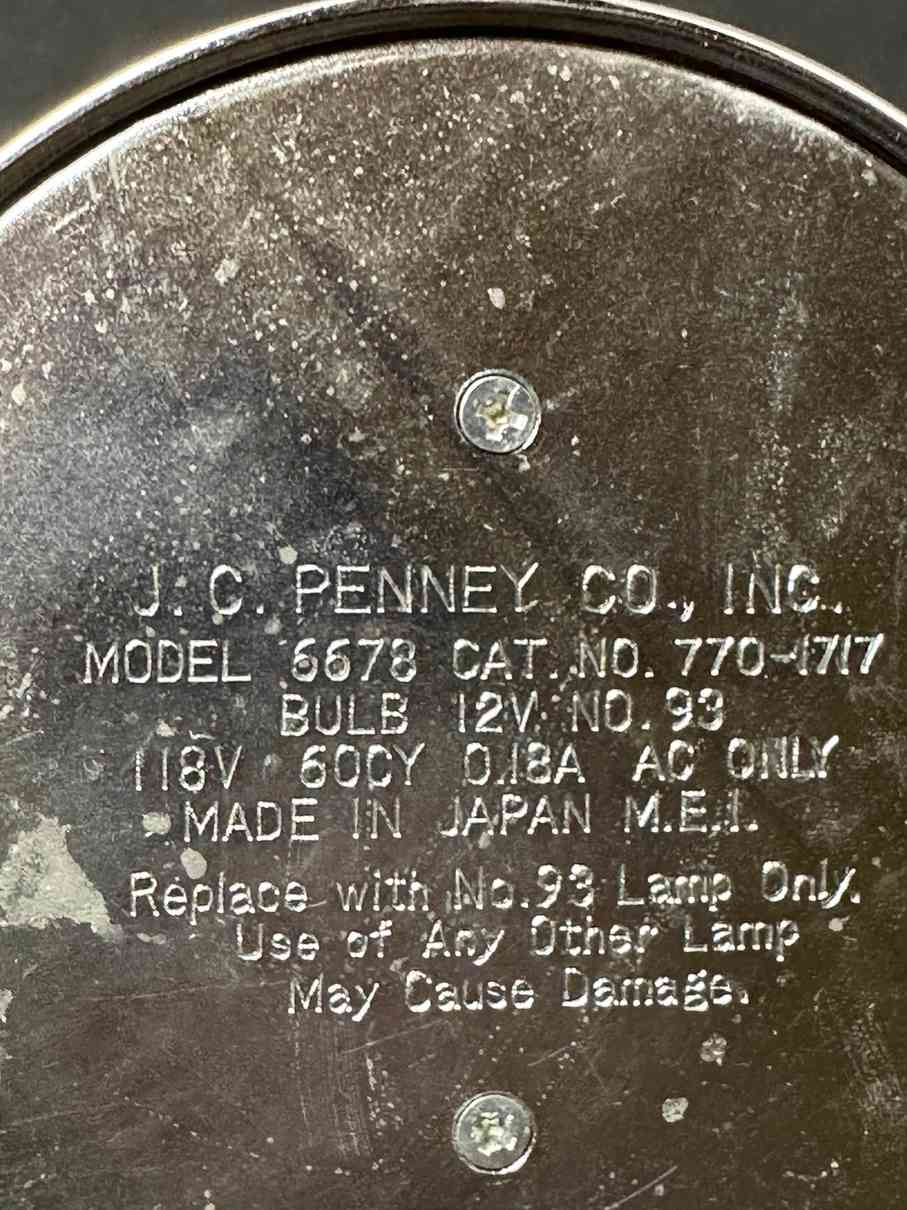 J. C. PENNEY CO., INC.
MODEL 6678 CAT. NO. 770-1717
BULB 12V NO. 93
118V 60CY 0.18A AC ONLY
MADE IN JAPAN M.E.I.
Replace with No.93 Lamp Only.
Use of Any Other Lamp
May Cause Damage.